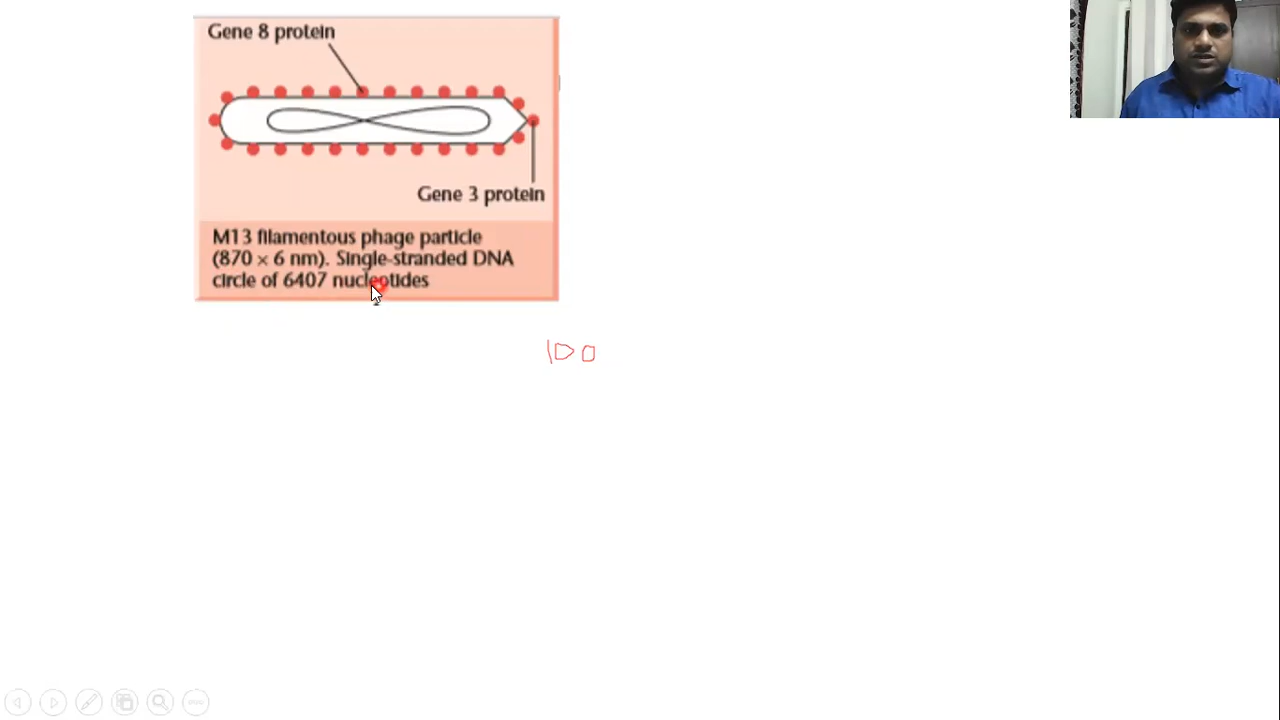 Gene 8 protein
Gene 3 protein
M13 filamentous phage particle
(870 × 6 nm). Single-stranded DNA
circle of 6407 nucleotides
100